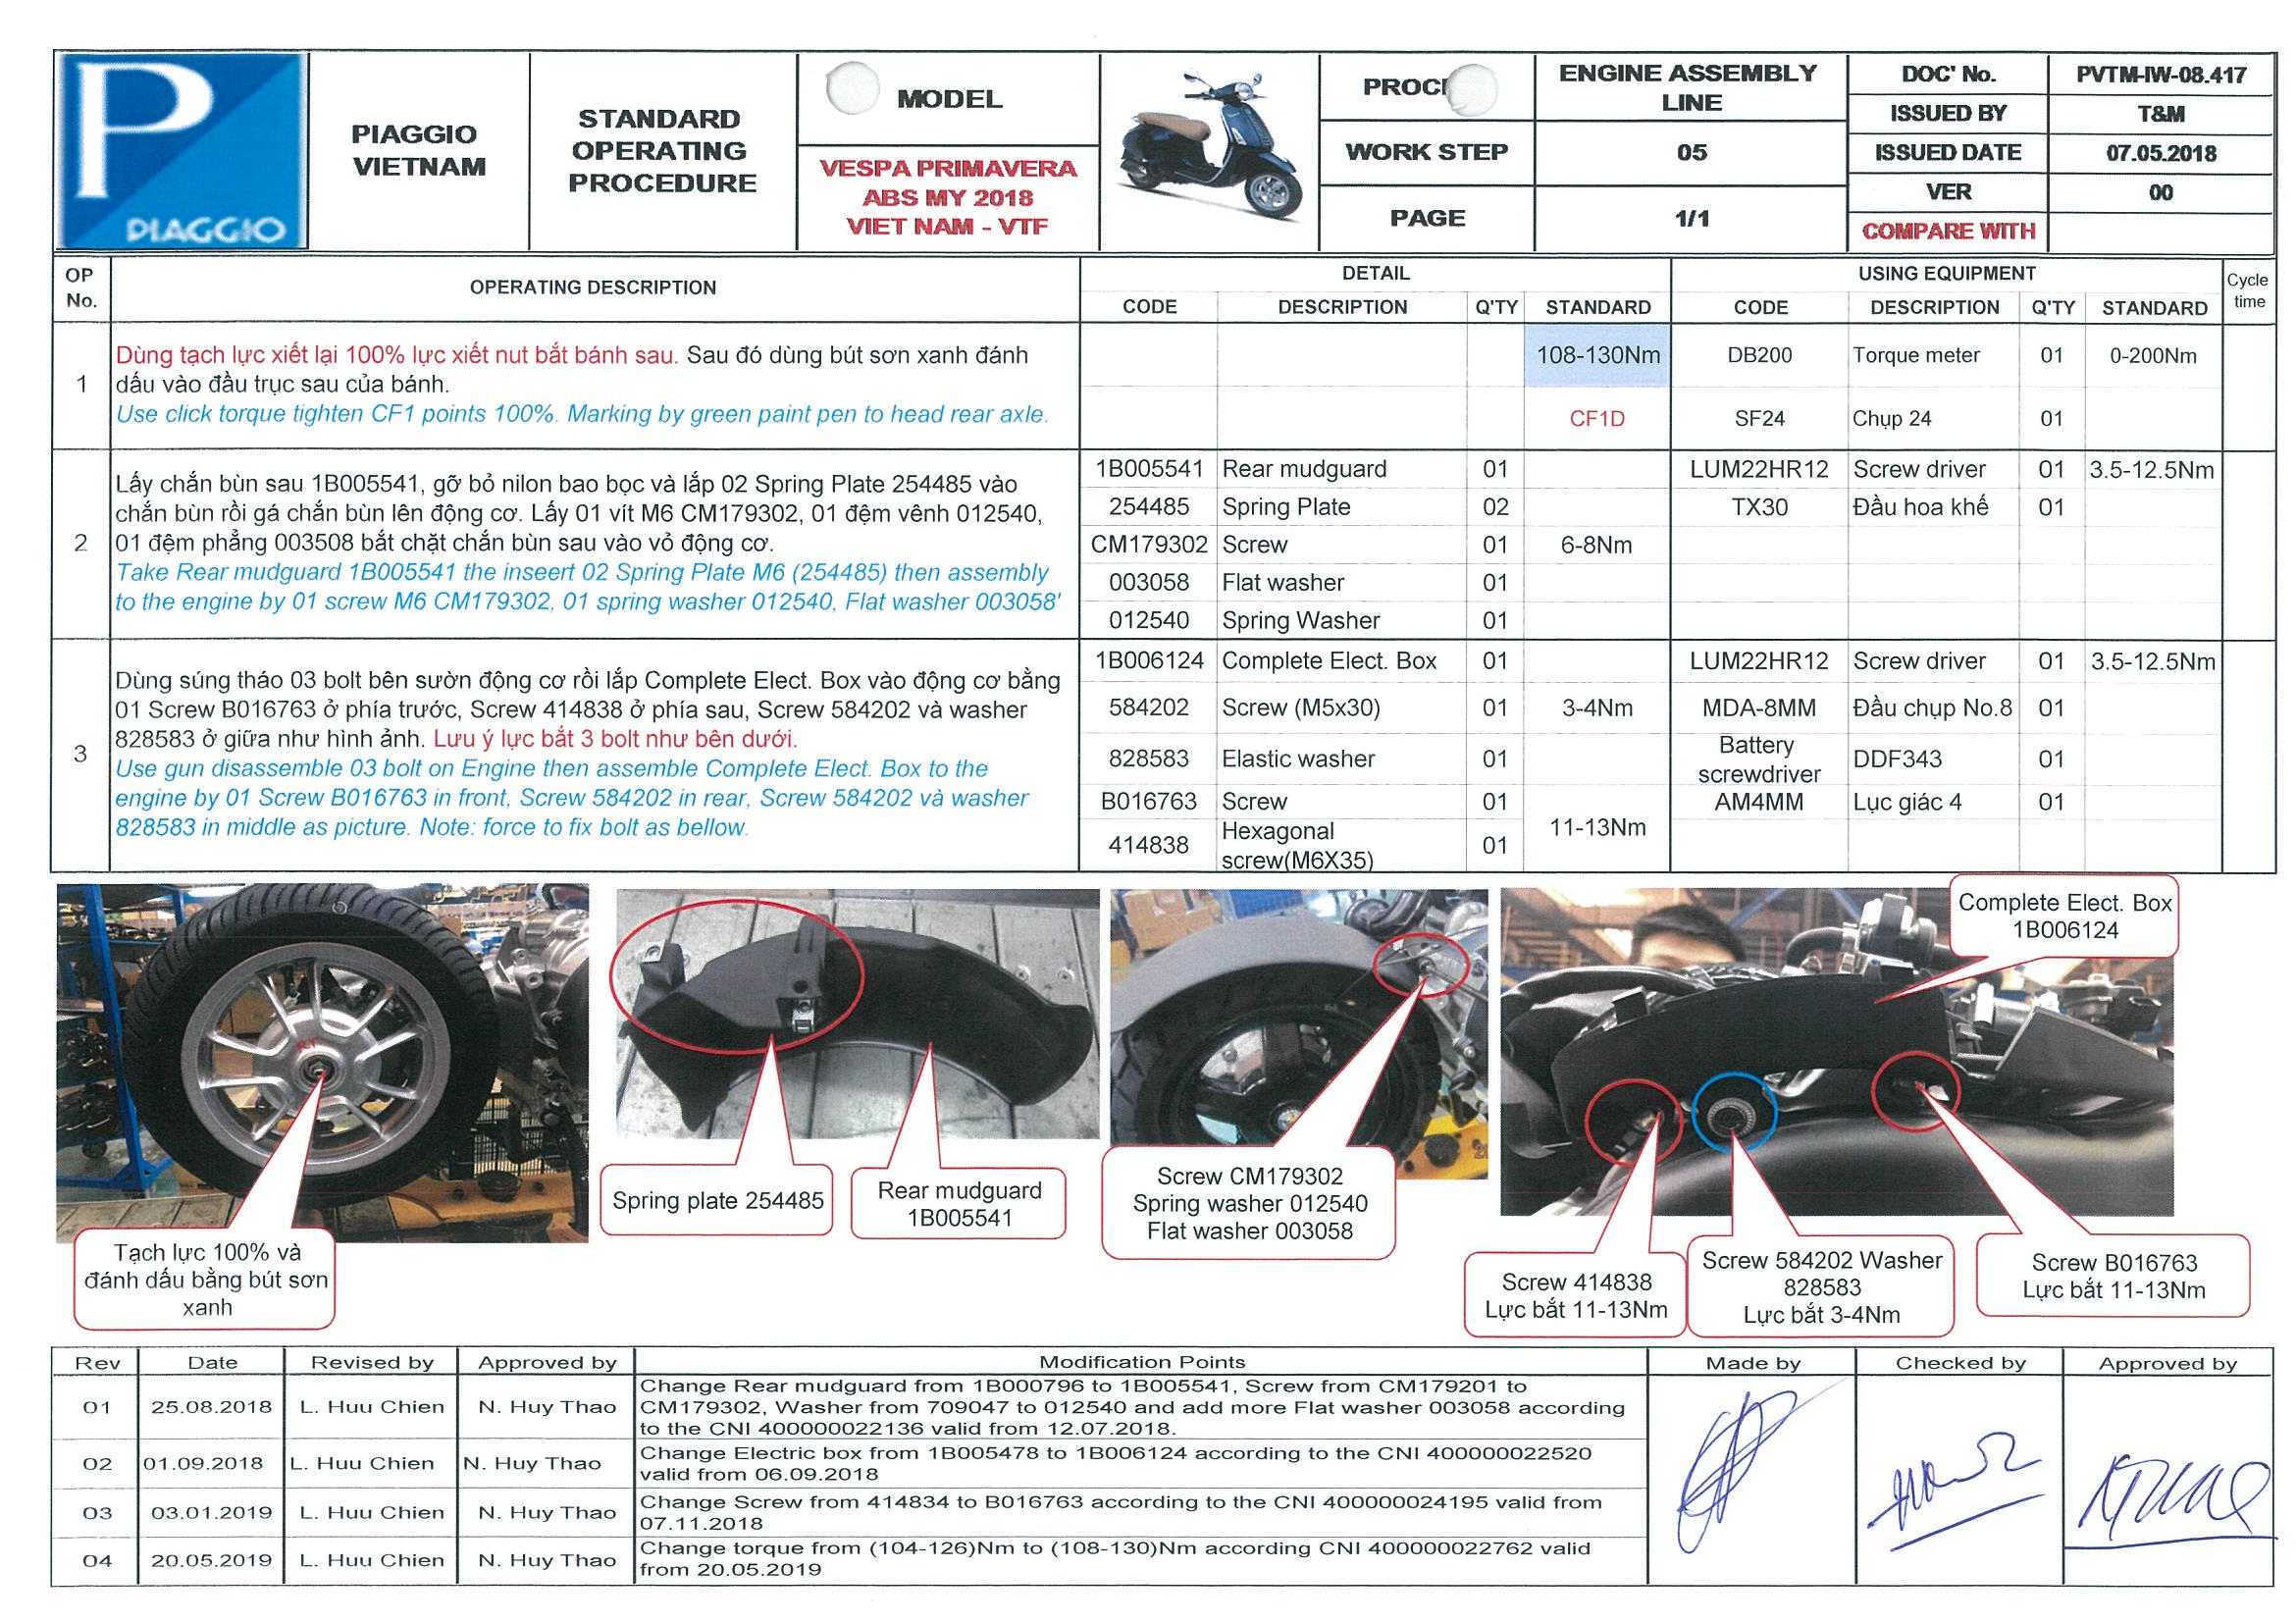 PIAGGIO
PIAGGIO
VIETNAM
STANDARD
OPERATING
PROCEDURE
MODEL
VESPA PRIMAVERA
ABS MY 2018
VIET NAM - VTF
ENGINE ASSEMBLY
LINE
WORK STEP
05
PAGE
1/1
DOC' No.
PVTM-IW-08.417
ISSUED BY
T&M
ISSUED DATE
07.05.2018
VER
00
COMPARE WITH
OP
No.
OPERATING DESCRIPTION
DETAIL
USING EQUIPMENT
Cycle
time
CODE DESCRIPTION Q'TY STANDARD CODE DESCRIPTION Q'TY STANDARD
1
Dùng tạch lực xiết lại 100% lực xiết nut bắt bánh sau. Sau đó dùng bút sơn xanh đánh
dấu vào đầu trục sau của bánh.
Use click torque tighten CF1 points 100%. Marking by green paint pen to head rear axle.
108-130Nm DB200 Torque meter 01 0-200Nm
CF1D SF24 Chụp 24 01
2
Lấy chắn bùn sau 1B005541, gỡ bỏ nilon bao bọc và lắp 02 Spring Plate 254485 vào
chắn bùn rồi gá chắn bùn lên động cơ. Lấy 01 vít M6 CM179302, 01 đệm vênh 012540,
01 đệm phẳng 003508 bắt chặt chắn bùn sau vào vỏ động cơ.
Take Rear mudguard 1B005541 the inseert 02 Spring Plate M6 (254485) then assembly
to the engine by 01 screw M6 CM179302, 01 spring washer 012540, Flat washer 003058'
1B005541 Rear mudguard 01 LUM22HR12 Screw driver 01 3.5-12.5Nm
254485 Spring Plate 02 TX30 Đầu hoa khế 01
CM179302 Screw 01 6-8Nm
003058 Flat washer 01
012540 Spring Washer 01
3
Dùng súng tháo 03 bolt bên sườn động cơ rồi lắp Complete Elect. Box vào động cơ bằng
01 Screw B016763 ở phía trước, Screw 414838 ở phía sau, Screw 584202 và washer
828583 ở giữa như hình ảnh. Lưu ý lực bắt 3 bolt như bên dưới.
Use gun disassemble 03 bolt on Engine then assemble Complete Elect. Box to the
engine by 01 Screw B016763 in front, Screw 584202 in rear, Screw 584202 và washer
828583 in middle as picture. Note: force to fix bolt as bellow.
1B006124 Complete Elect. Box 01 LUM22HR12 Screw driver 01 3.5-12.5Nm
584202 Screw (M5x30) 01 3-4Nm MDA-8MM Đầu chụp No.8 01
828583 Elastic washer 01 Battery
screwdriver DDF343 01
B016763 Screw 01 11-13Nm AM4MM Lục giác 4 01
414838 Hexagonal
screw(M6X35) 01
Complete Elect. Box
1B006124
RT
Tạch lực 100% và
đánh dấu bằng bút sơn
xanh
Spring plate 254485
Rear mudguard
1B005541
Screw CM179302
Spring washer 012540
Flat washer 003058
Screw 414838
Lực bắt 11-13Nm
Screw 584202 Washer
828583
Lực bắt 3-4Nm
Screw B016763
Lực bắt 11-13Nm
Rev Date Revised by Approved by Modification Points Made by Checked by Approved by
01 25.08.2018 L. Huu Chien N. Huy Thao
Change Rear mudguard from 1B000796 to 1B005541, Screw from CM179201 to
CM179302, Washer from 709047 to 012540 and add more Flat washer 003058 according
to the CNI 400000022136 valid from 12.07.2018.
02 01.09.2018 L. Huu Chien N. Huy Thao
Change Electric box from 1B005478 to 1B006124 according to the CNI 400000022520
valid from 06.09.2018
03 03.01.2019 L. Huu Chien N. Huy Thao
Change Screw from 414834 to B016763 according to the CNI 400000024195 valid from
07.11.2018
04 20.05.2019 L. Huu Chien N. Huy Thao
Change torque from (104-126)Nm to (108-130)Nm according CNI 400000022762 valid
from 20.05.2019